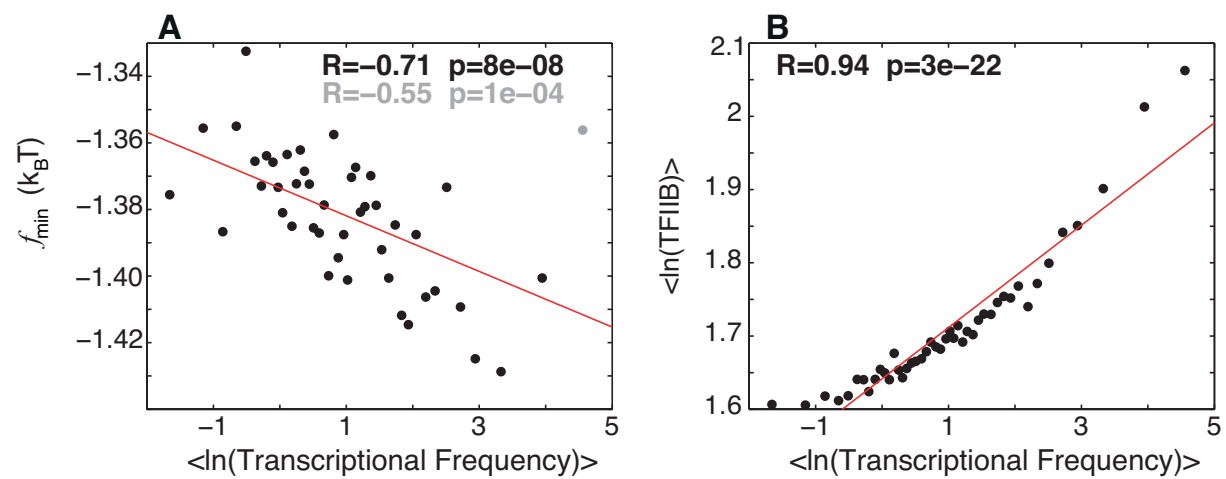 A
R=−0.71 p=8e−08
R=−0.55 p=1e−04
−1.34
−1.36
−1.38
−1.40
−1.42
fmin (kBT)
−1
1
3
5
<ln(Transcriptional Frequency)>
B
R=0.94 p=3e−22
2.1
2
1.9
1.8
1.7
1.6
<ln(TFIIB)>
−1
1
3
5
<ln(Transcriptional Frequency)>